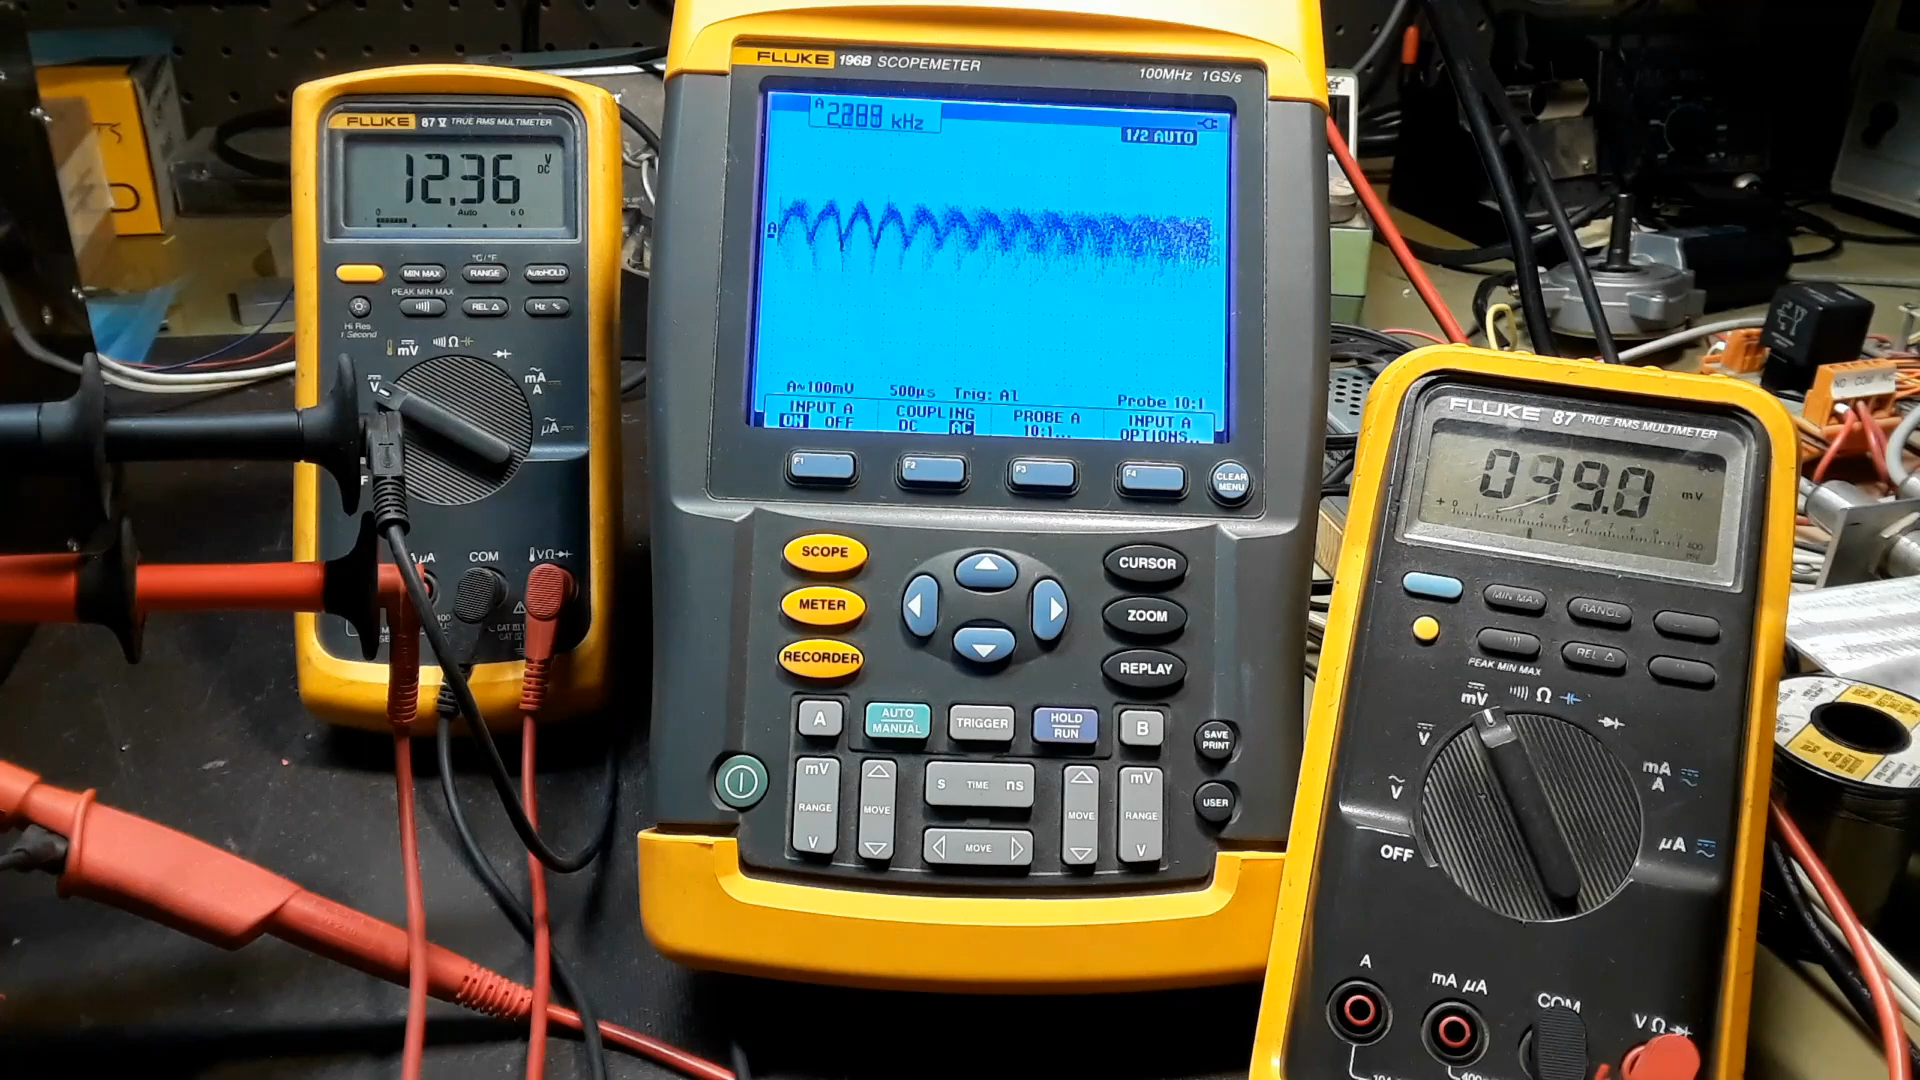 FLUKE 87 V TRUE RMS MULTIMETER
12.36 V DC
0 Auto 60
°C/°F
MIN MAX RANGE AutoHOLD
PEAK MIN MAX
REL Δ Hz %
Hi Res
1 Second
mV Ω
V
mA
A
µA
COM VΩ
FLUKE 196B SCOPEMETER
100MHz 1GS/s
A kHz
1/2 AUTO
A
A~100mV 500µs Trig: A⎍ Probe 10:1
INPUT A COUPLING PROBE A INPUT A
ON OFF DC AC 10:1... OPTIONS...
F1 F2 F3 F4
CLEAR
MENU
SCOPE
METER
RECORDER
CURSOR
ZOOM
REPLAY
A
AUTO
MANUAL
TRIGGER
HOLD
RUN
B
SAVE
PRINT
USER
mV
RANGE
V
MOVE
S TIME ns
MOVE
MOVE
mV
RANGE
V
FLUKE 87 TRUE RMS MULTIMETER
mV
MIN MAX RANGE
PEAK MIN MAX
REL Δ
mV Ω
V
V
OFF
mA
A
µA
A
mA µA
COM
VΩ
NO COM